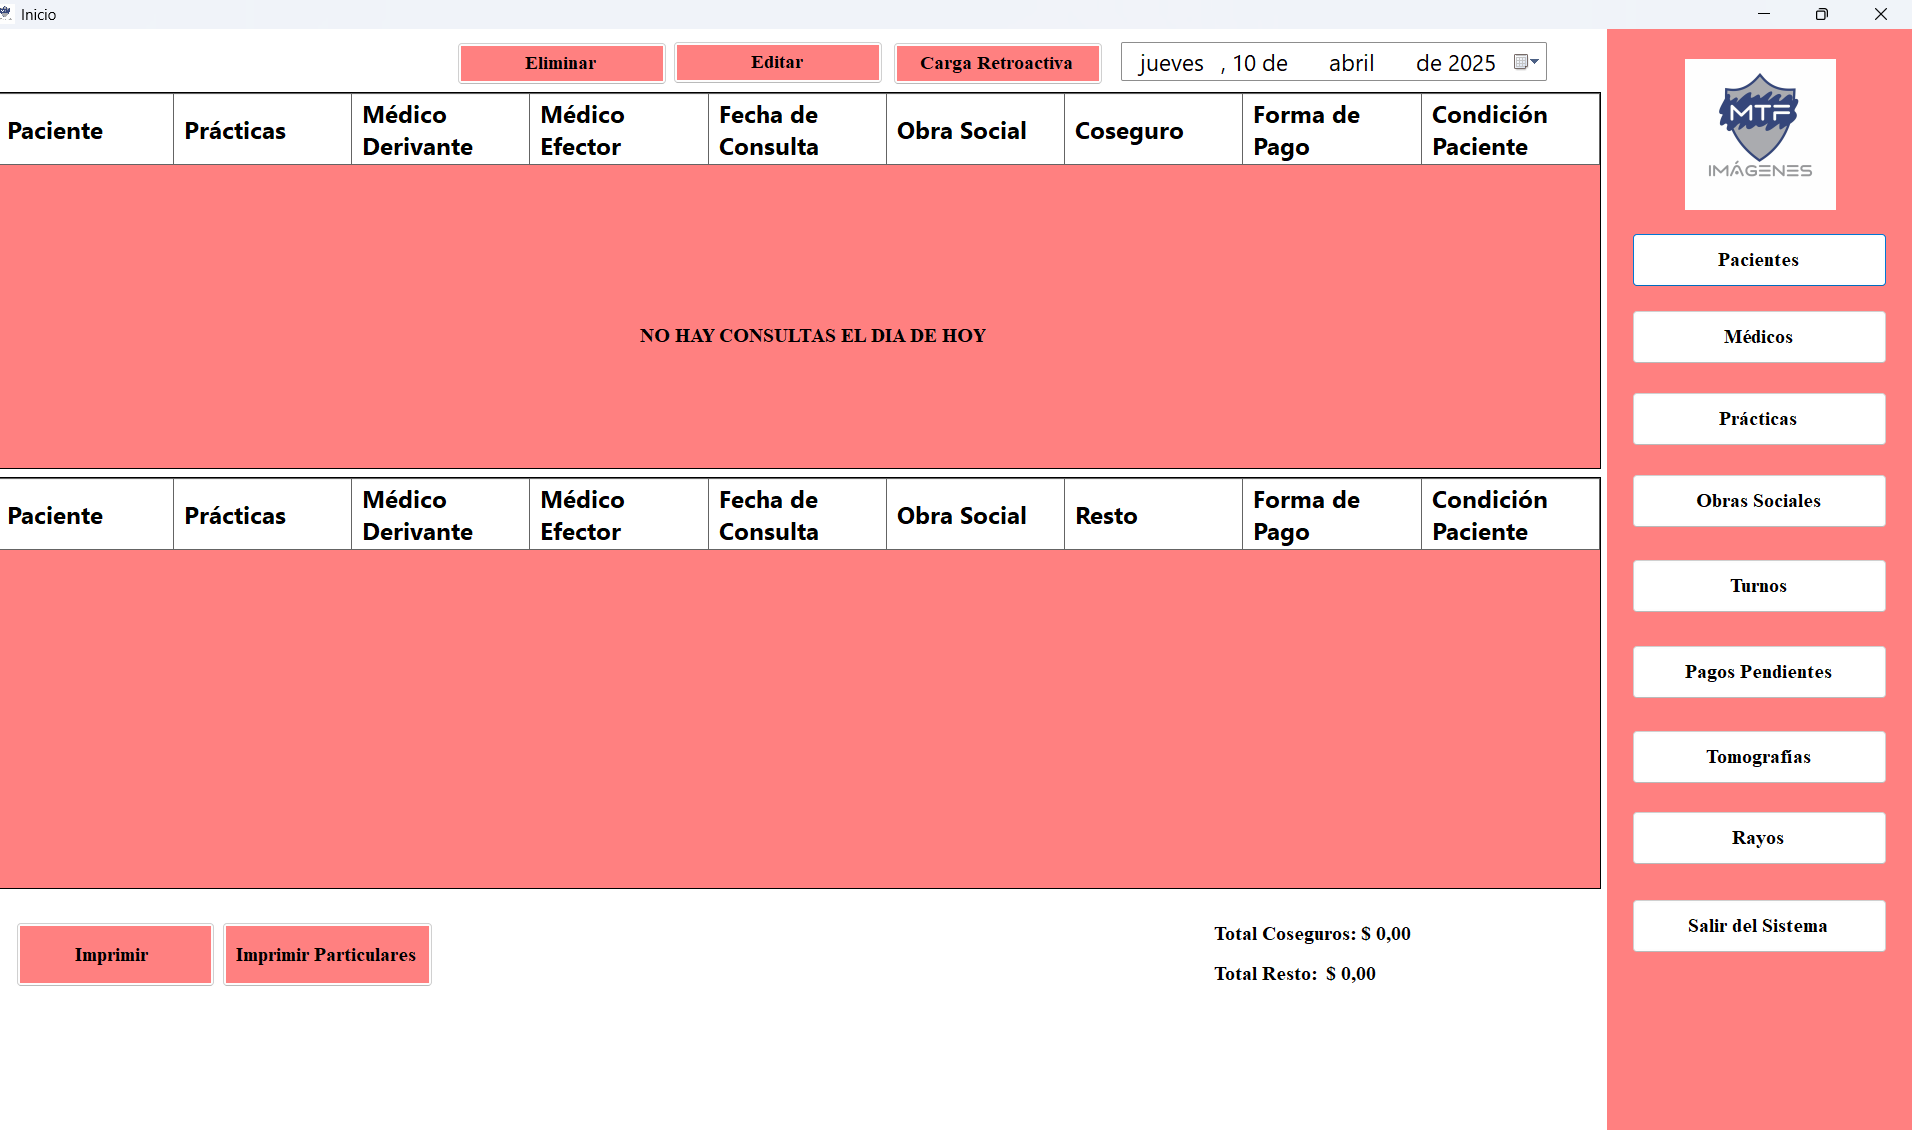 Inicio
Eliminar
Editar
Carga Retroactiva
jueves , 10 de abril de 2025
Paciente
Prácticas
Médico
Derivante
Médico
Efector
Fecha de
Consulta
Obra Social
Coseguro
Forma de
Pago
Condición
Paciente
NO HAY CONSULTAS EL DIA DE HOY
Paciente
Prácticas
Médico
Derivante
Médico
Efector
Fecha de
Consulta
Obra Social
Resto
Forma de
Pago
Condición
Paciente
Imprimir
Imprimir Particulares
Total Coseguros: $ 0,00
Total Resto: $ 0,00
MTF
IMÁGENES
Pacientes
Médicos
Prácticas
Obras Sociales
Turnos
Pagos Pendientes
Tomografías
Rayos
Salir del Sistema